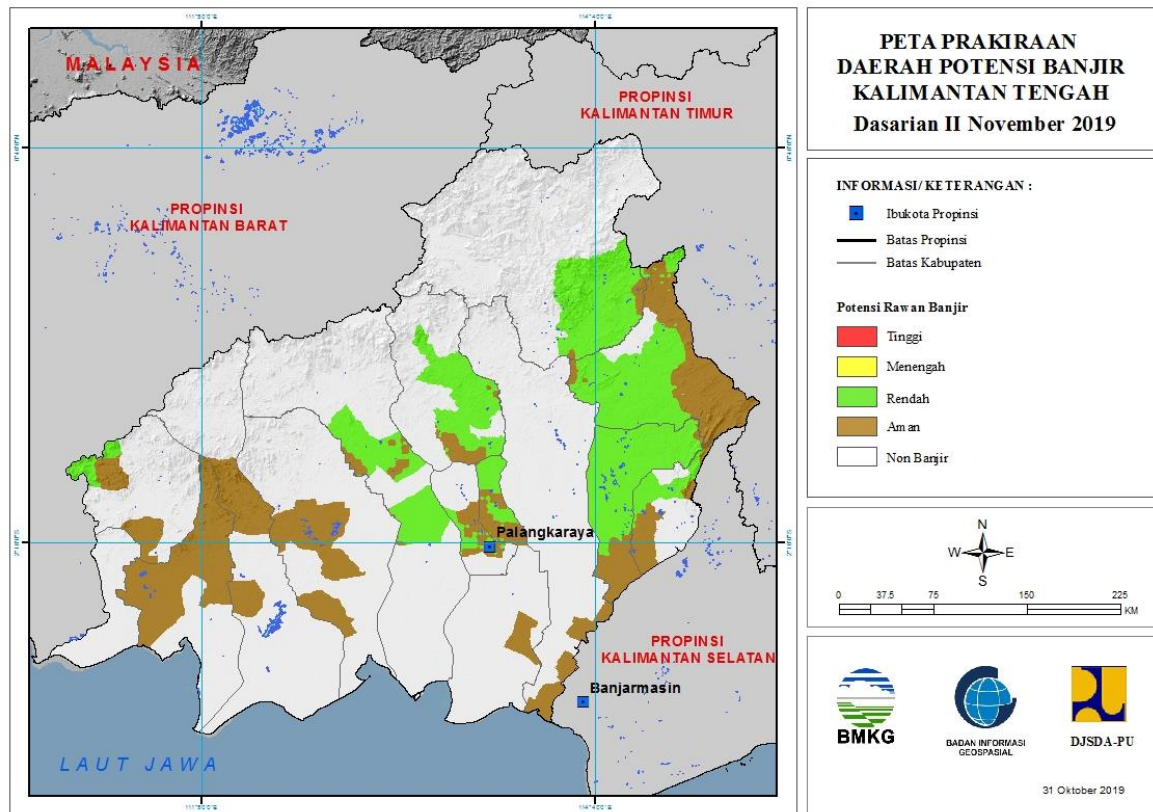 MALAYSIA
PROPINSI
KALIMANTAN TIMUR
PROPINSI
KALIMANTAN BARAT
Palangkaraya
PROPINSI
KALIMANTAN SELATAN
Banjarmasin
LAUT JAWA
PETA PRAKIRAAN
DAERAH POTENSI BANJIR
KALIMANTAN TENGAH
Dasarian II November 2019
INFORMASI/ KETERANGAN :
Ibukota Propinsi
Batas Propinsi
Batas Kabupaten
Potensi Rawan Banjir
Tinggi
Menengah
Rendah
Aman
Non Banjir
N
W E
S
0 37.5 75 150 225
KM
BMKG
BADAN INFORMASI
GEOSPASIAL
DJSDA-PU
31 Oktober 2019